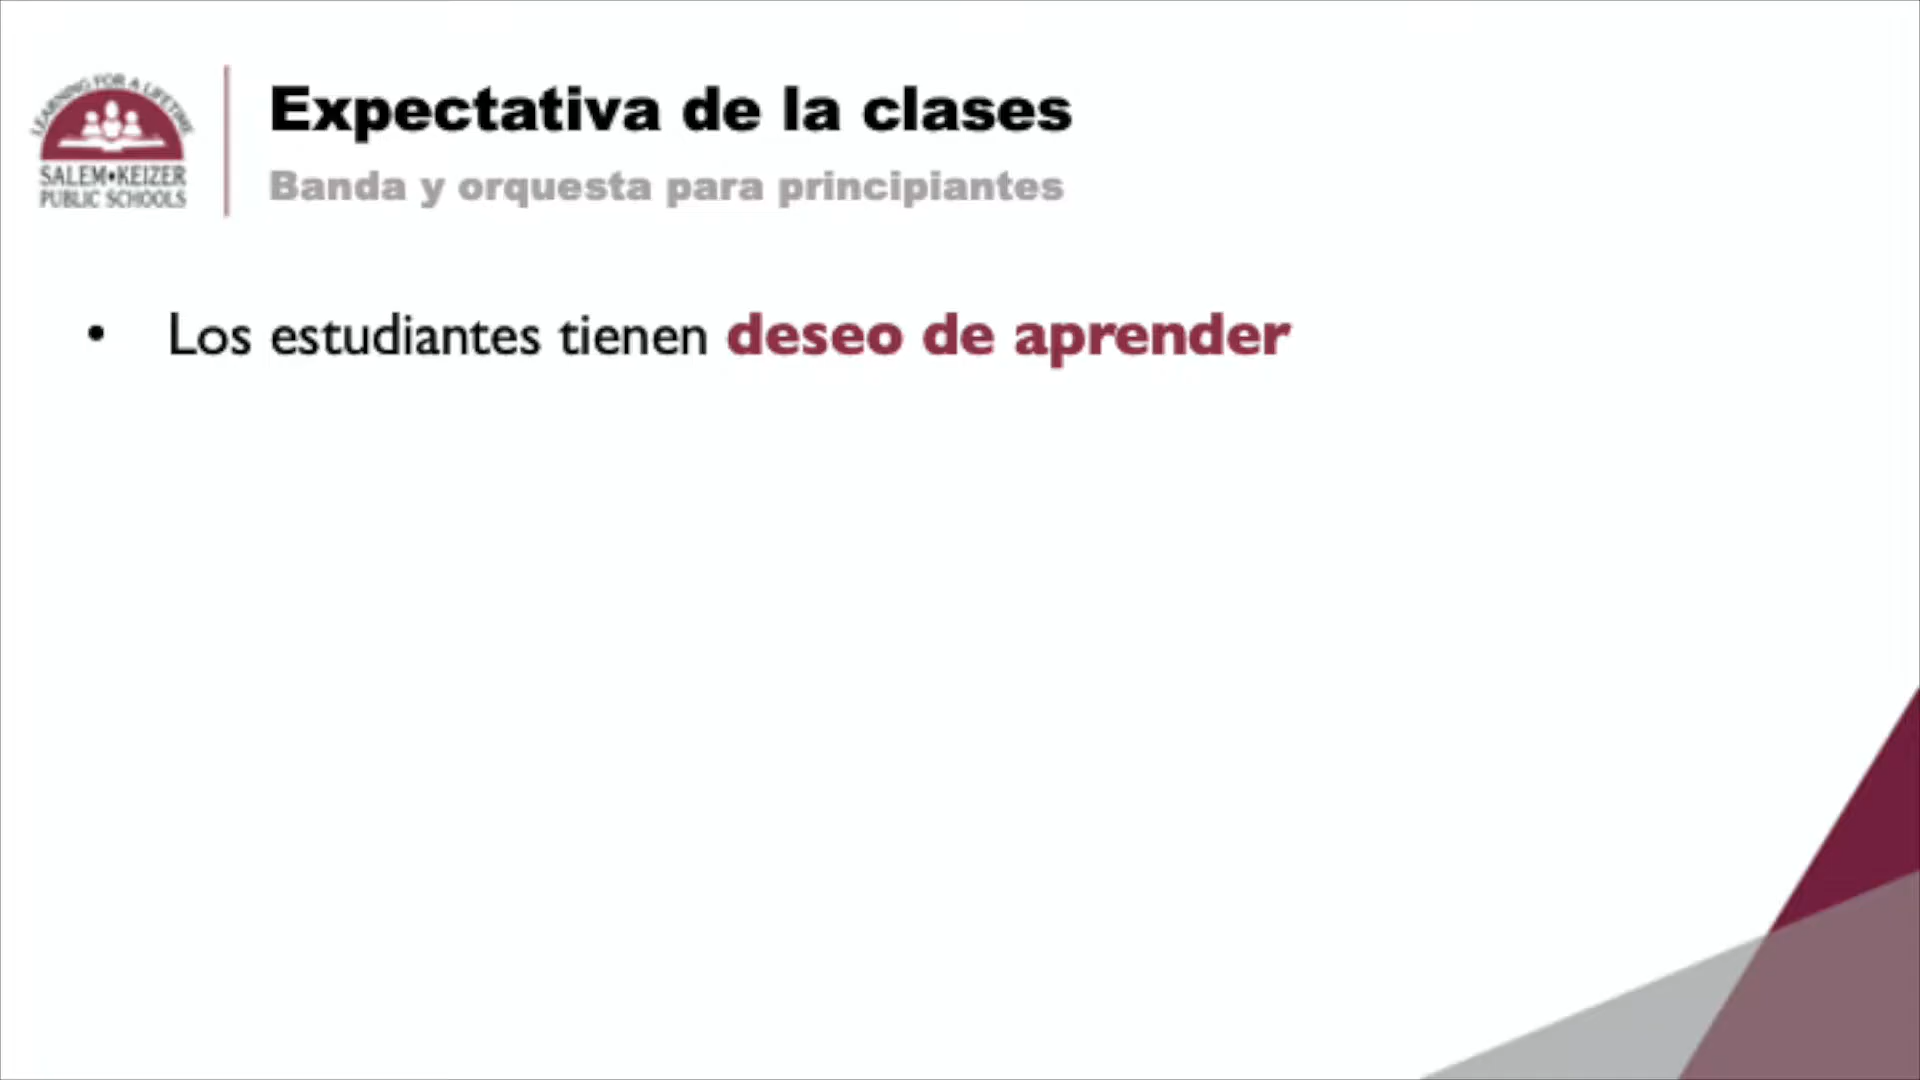 LEARNING FOR A LIFETIME
SALEM•KEIZER
PUBLIC SCHOOLS
Expectativa de la clases
Banda y orquesta para principiantes
• Los estudiantes tienen deseo de aprender